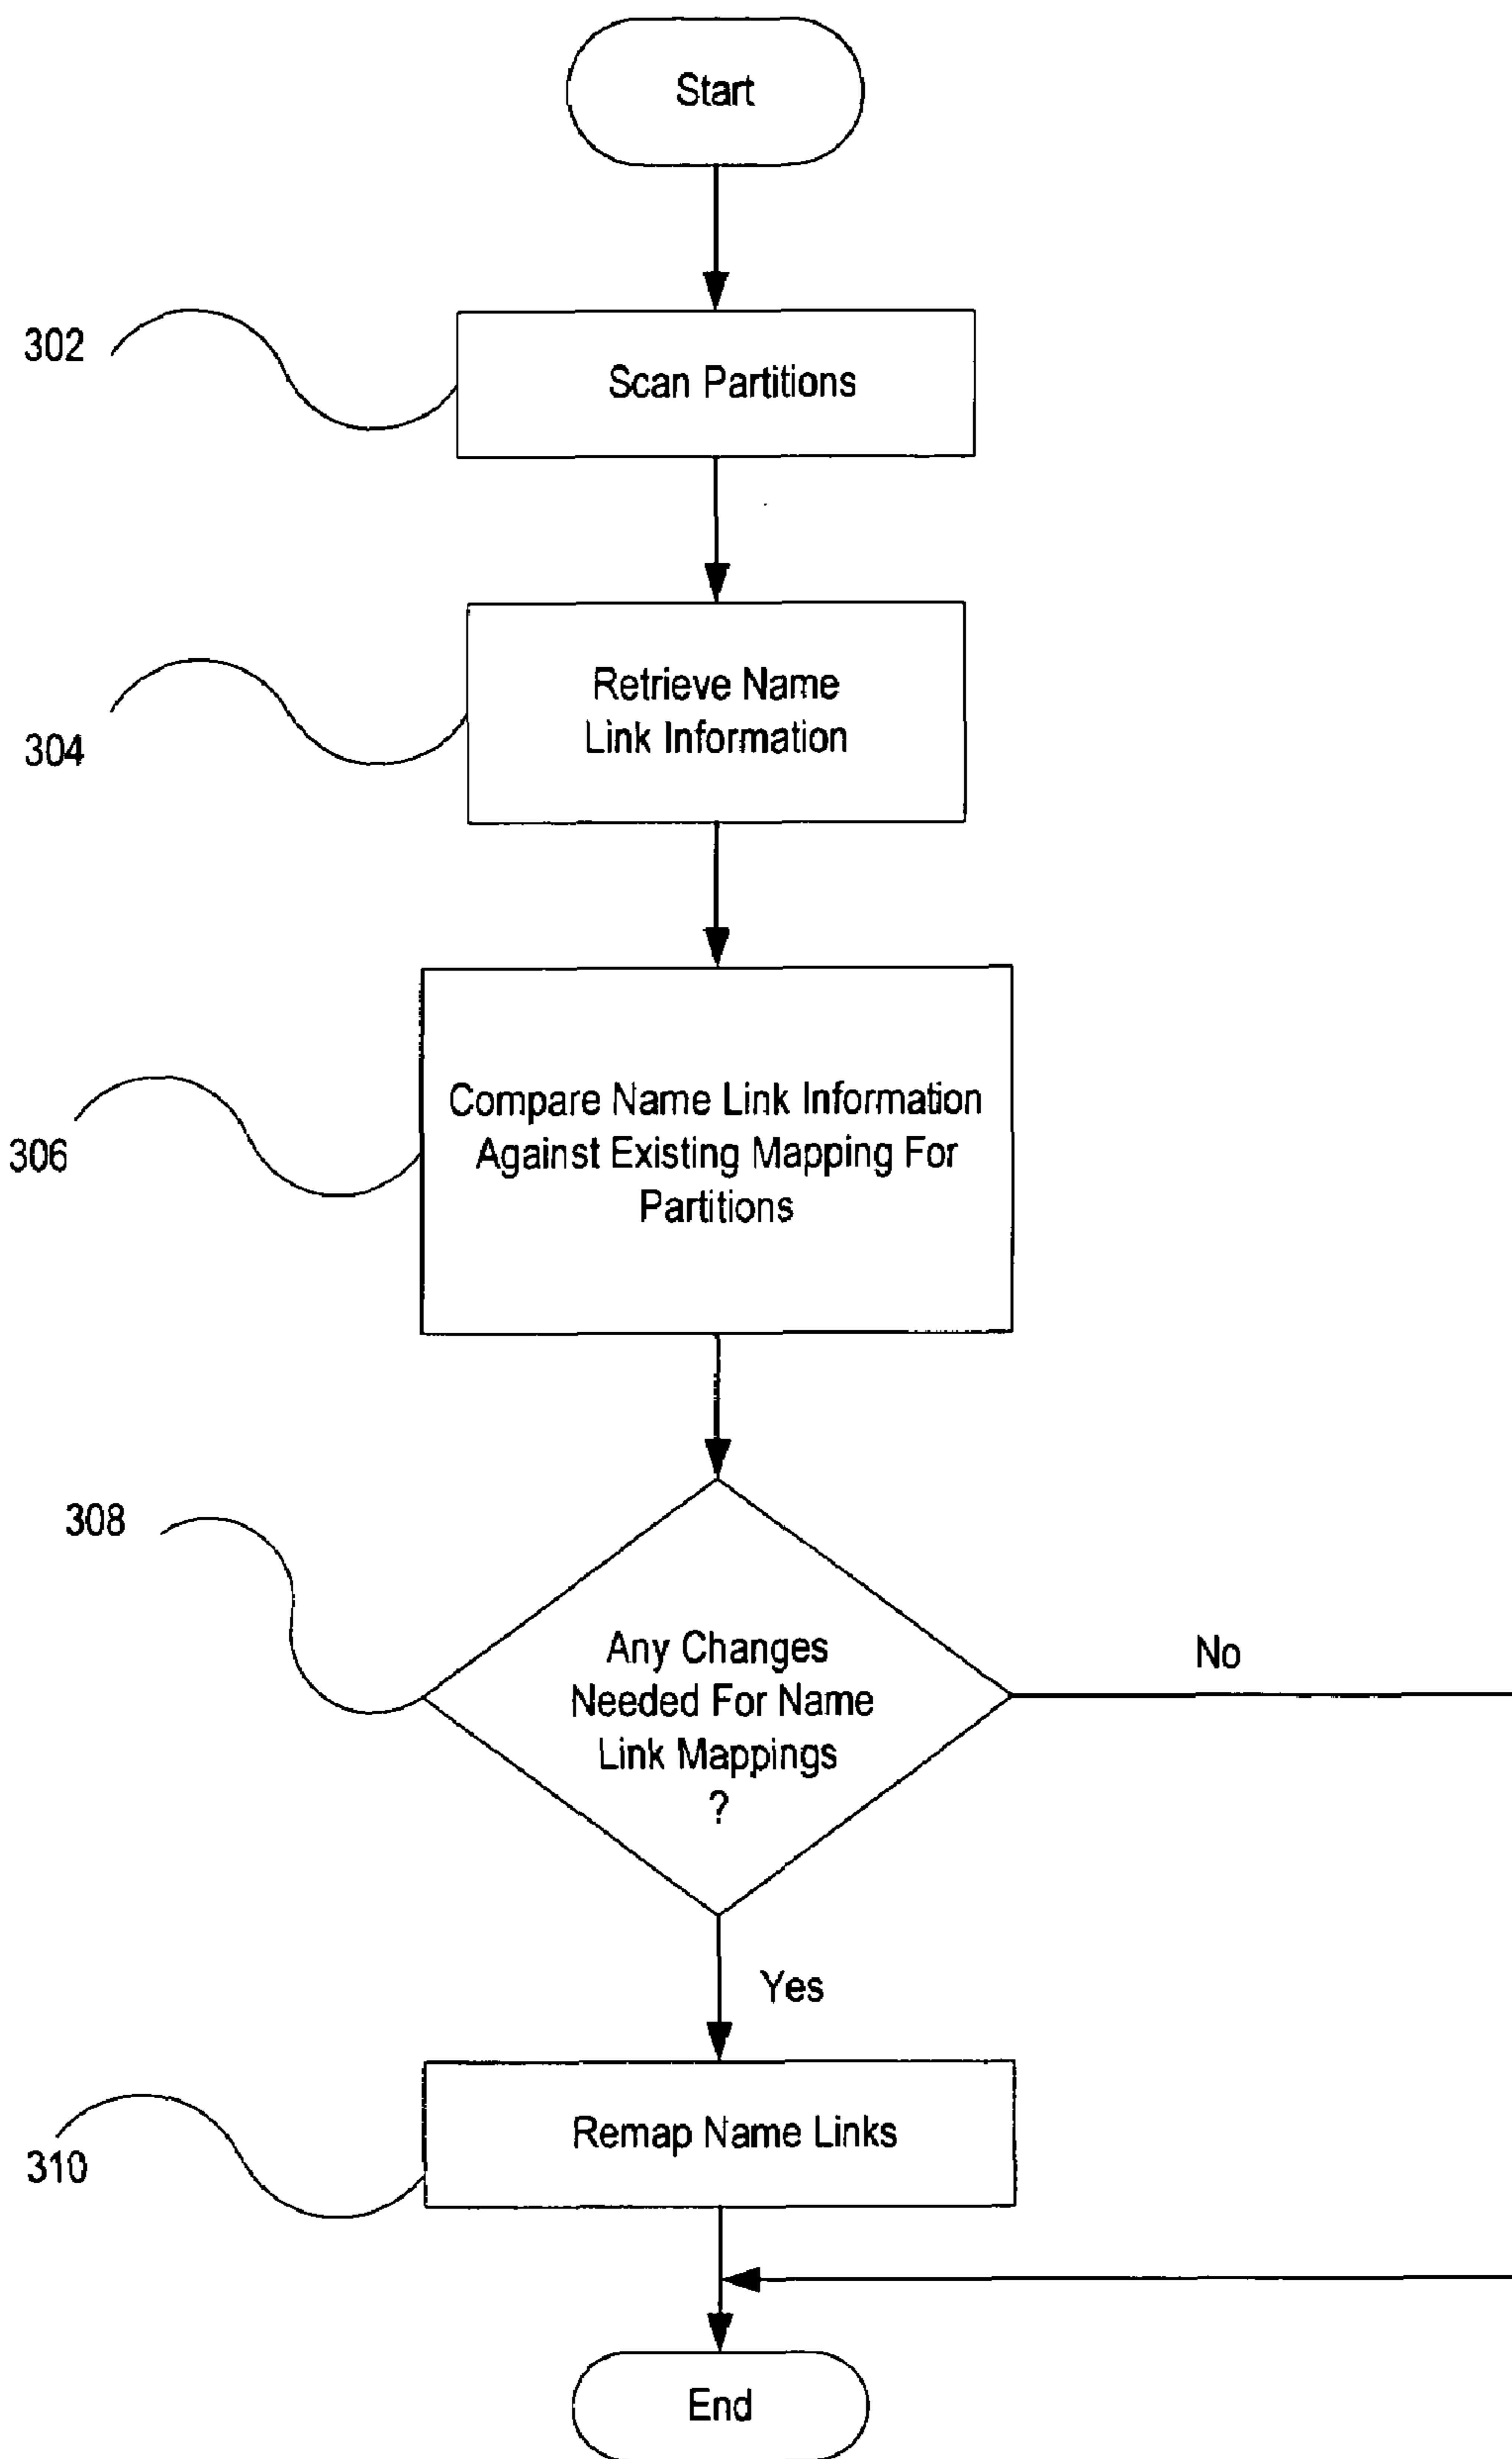 Start
302
Scan Partitions
304
Retrieve Name
Link Information
306
Compare Name Link Information
Against Existing Mapping For
Partitions
308
Any Changes
Needed For Name
Link Mappings
?
No
Yes
310
Remap Name Links
End